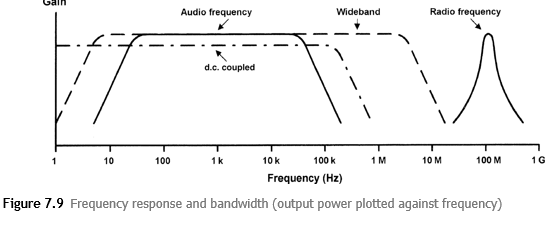 Gain
Audio frequency
Wideband
Radio frequency
d.c. coupled
1 10 100 1 k 10 k 100 k 1 M 10 M 100 M 1 G
Frequency (Hz)
Figure 7.9 Frequency response and bandwidth (output power plotted against frequency)